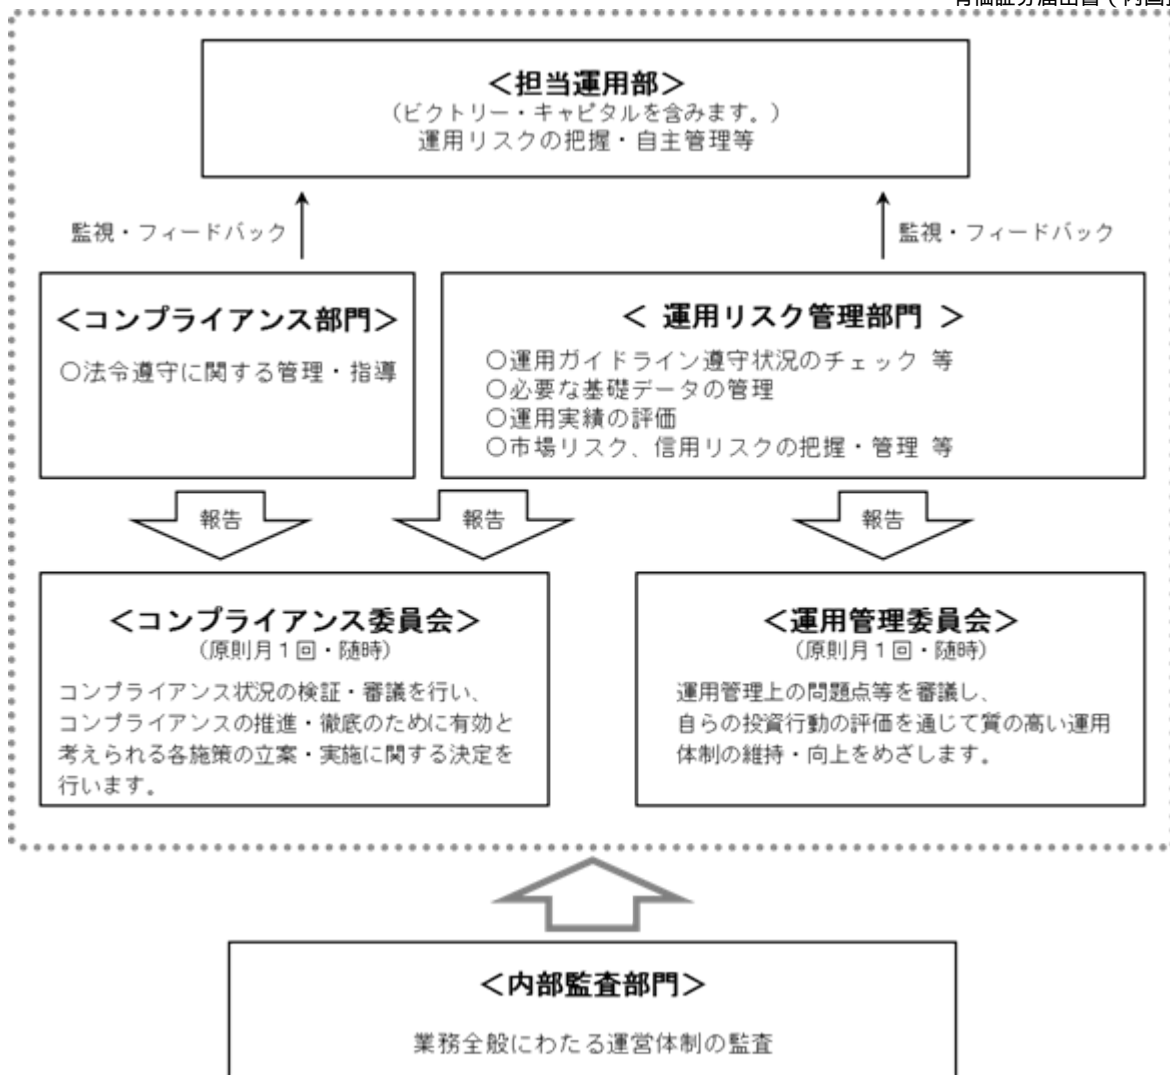 ＜担当運用部＞
（ビクトリー・キャピタルを含みます。）
運用リスクの把握・自主管理等
監視・フィードバック
監視・フィードバック
＜コンプライアンス部門＞
○法令遵守に関する管理・指導
＜ 運用リスク管理部門 ＞
○運用ガイドライン遵守状況のチェック 等
○必要な基礎データの管理
○運用実績の評価
○市場リスク、信用リスクの把握・管理 等
報告
報告
報告
＜コンプライアンス委員会＞
（原則月１回・随時）
コンプライアンス状況の検証・審議を行い、
コンプライアンスの推進・徹底のために有効と
考えられる各施策の立案・実施に関する決定を
行います。
＜運用管理委員会＞
（原則月１回・随時）
運用管理上の問題点等を審議し、
自らの投資行動の評価を通じて質の高い運用
体制の維持・向上をめざします。
＜内部監査部門＞
業務全般にわたる運営体制の監査